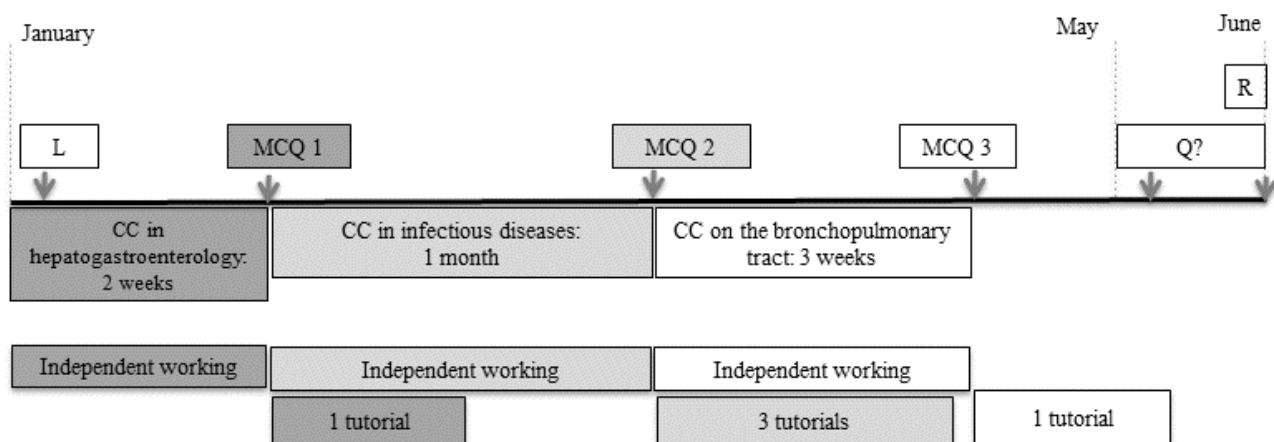 January
May
June
R
L
MCQ 1
MCQ 2
MCQ 3
Q?
CC in
hepatogastroenterology:
2 weeks
CC in infectious diseases:
1 month
CC on the bronchopulmonary
tract: 3 weeks
Independent working
Independent working
Independent working
1 tutorial
3 tutorials
1 tutorial